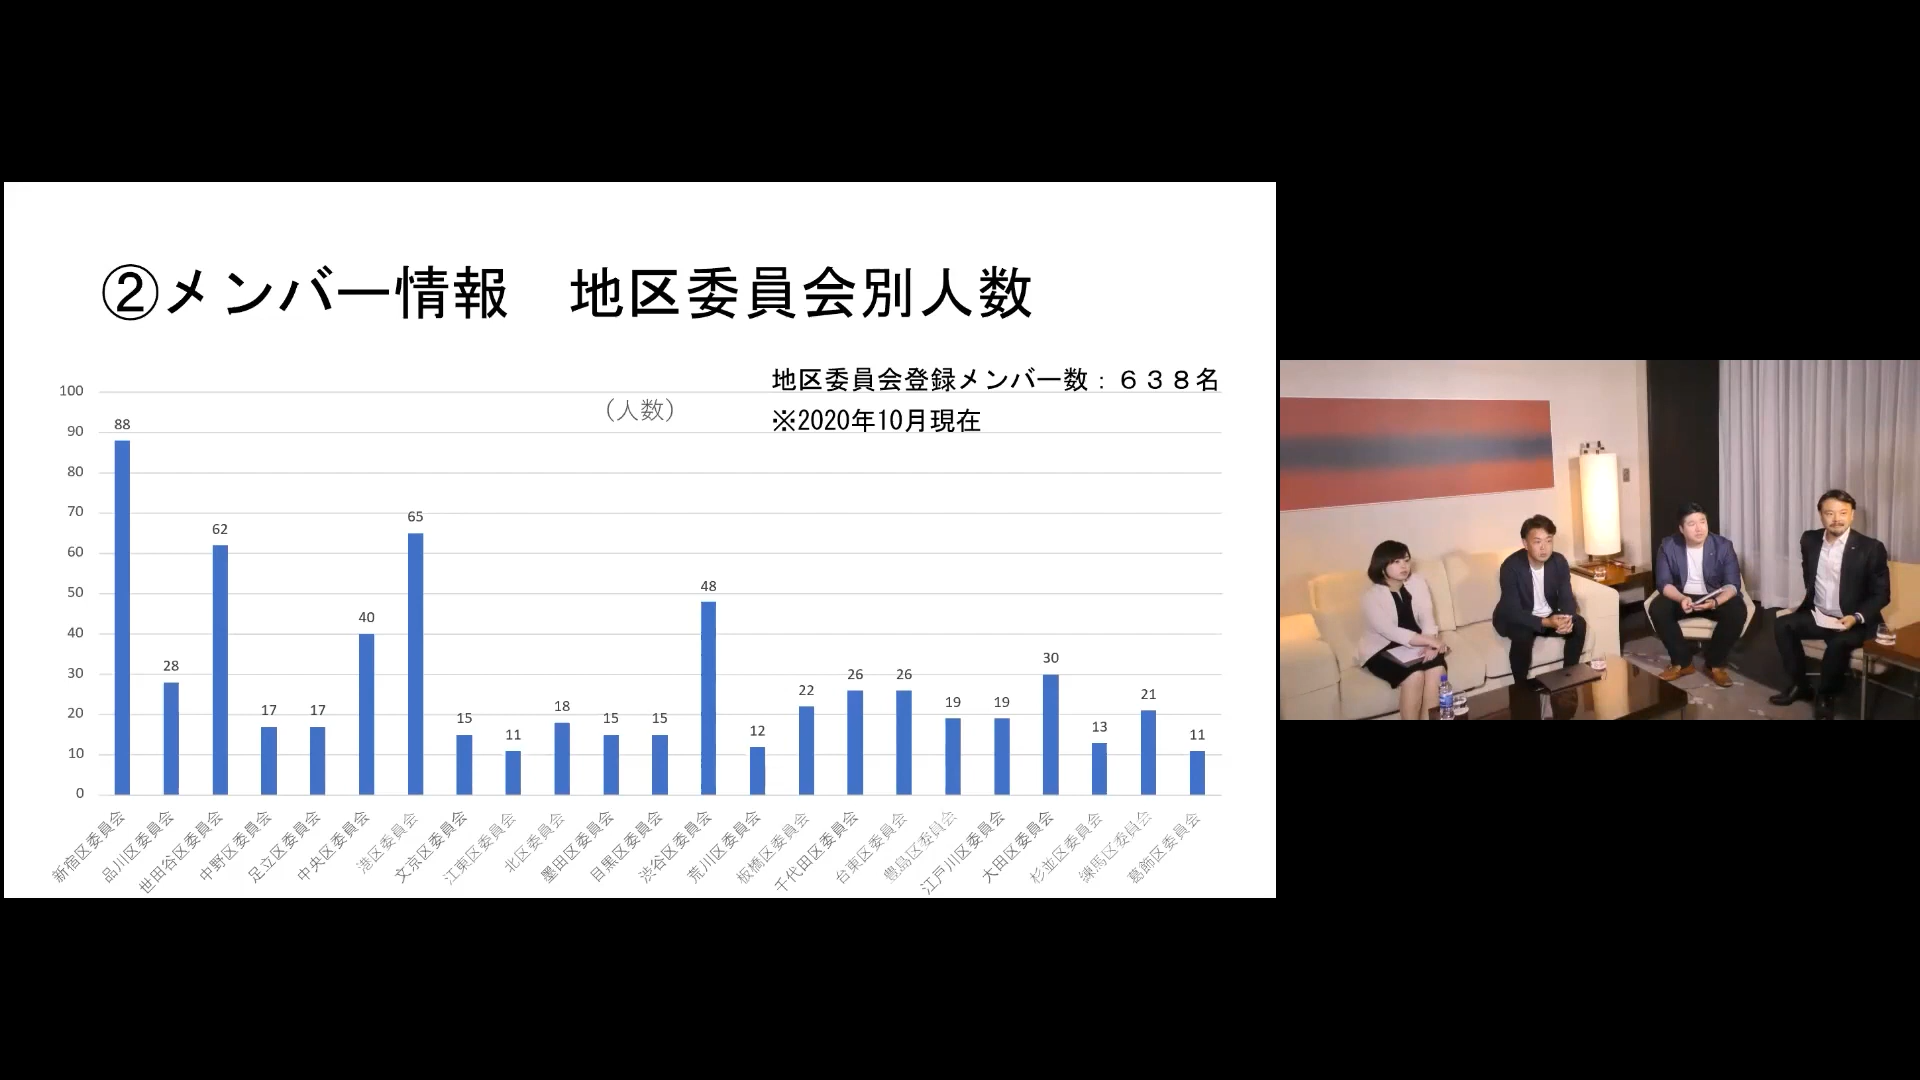 ②メンバー情報　地区委員会別人数
地区委員会登録メンバー数：６３８名
※2020年10月現在
（人数）
100
90
80
70
60
50
40
30
20
10
0
88
28
62
17
17
40
65
15
11
18
15
15
48
12
22
26
26
19
19
30
13
21
11
新宿区委員会
品川区委員会
世田谷区委員会
中野区委員会
足立区委員会
中央区委員会
港区委員会
文京区委員会
江東区委員会
北区委員会
墨田区委員会
目黒区委員会
渋谷区委員会
荒川区委員会
板橋区委員会
千代田区委員会
台東区委員会
豊島区委員会
江戸川区委員会
大田区委員会
杉並区委員会
練馬区委員会
葛飾区委員会